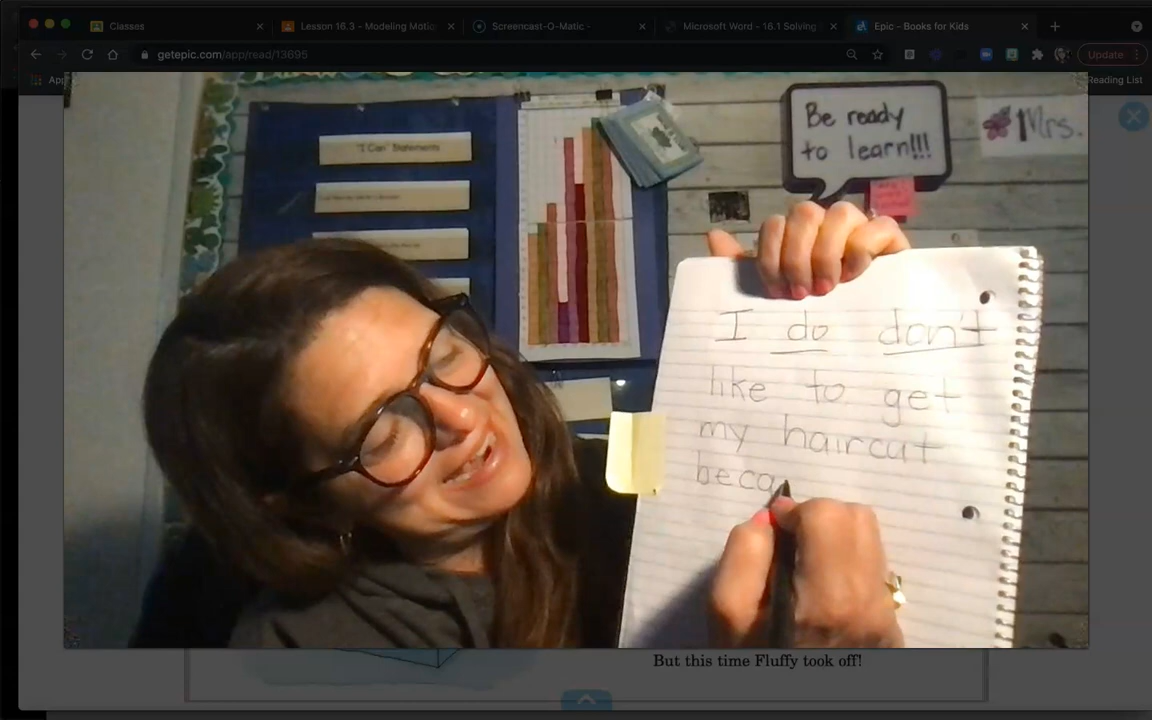 Classes
Lesson 16.3 - Modeling Motio
Screencast-O-Matic -
Microsoft Word - 16.1 Solving
Epic - Books for Kids
getepic.com/app/read/13695
Update
App
Reading List
"I Can" Statements
Be ready
to learn!!!
Mrs.
I do don't
like to get
my haircut
beca
But this time Fluffy took off!